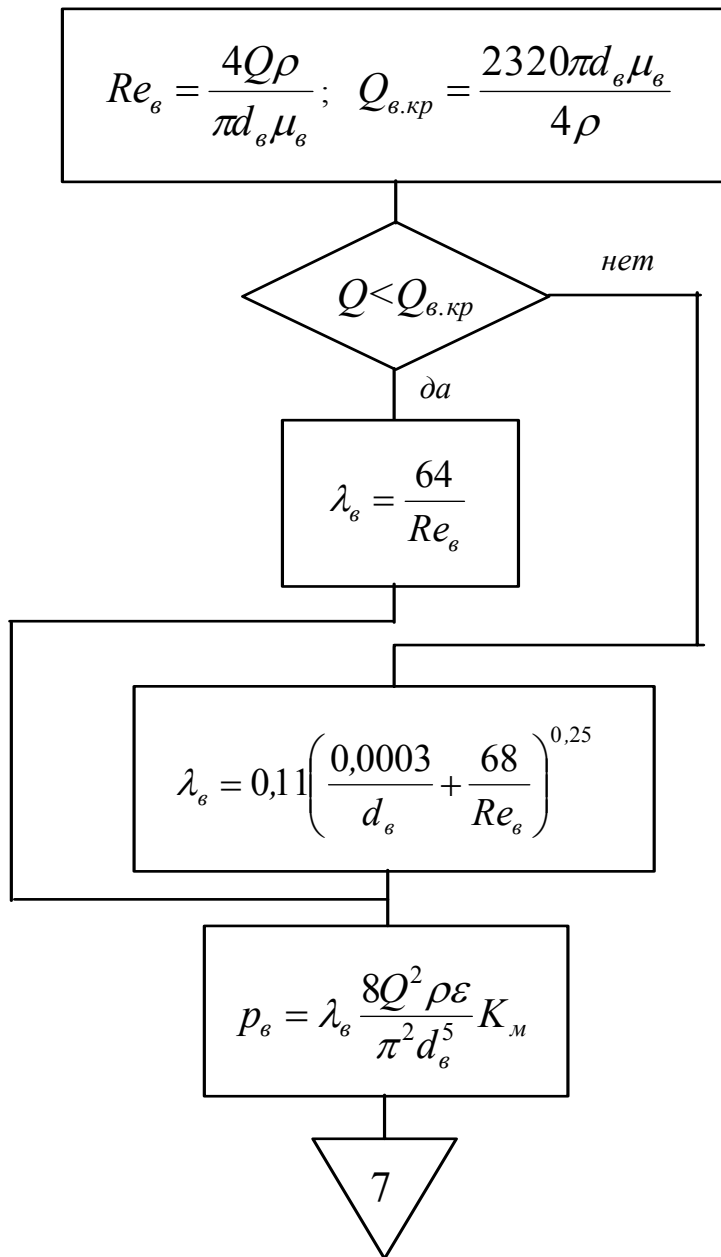 Re_в = 4Qρ / πd_вμ_в ; Q_в.кр = 2320πd_вμ_в / 4ρ
нет
Q<Q_в.кр
да
λ_в = 64 / Re_в
λ_в = 0,11(0,0003 / d_в + 68 / Re_в)^0,25
p_в = λ_в 8Q²ρε / π²d_в⁵ K_м
7